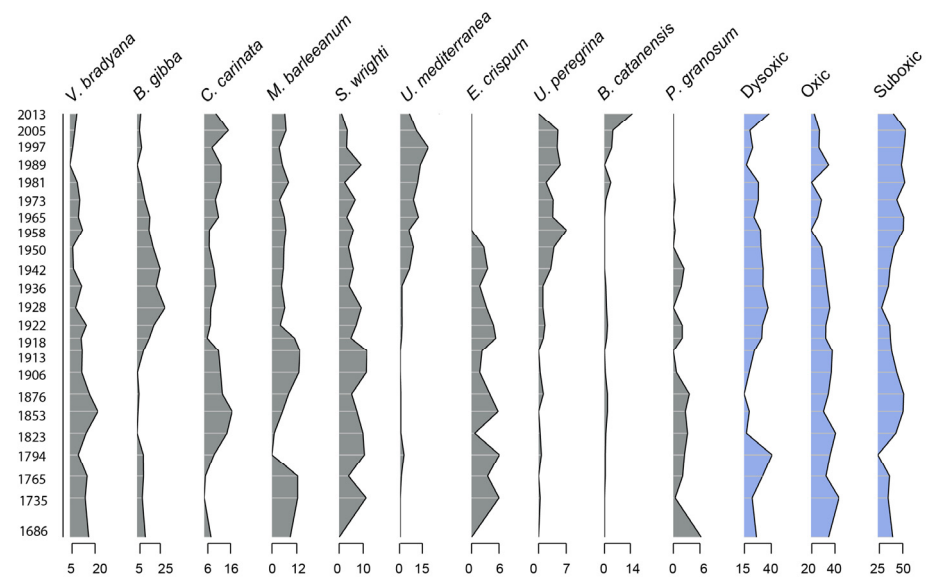 V. bradyana
B. gibba
C. carinata
M. barleeanum
S. wrighti
U. mediterranea
E. crispum
U. peregrina
B. catanensis
P. granosum
Dysoxic
Oxic
Suboxic
2013
2005
1997
1989
1981
1973
1965
1958
1950
1942
1936
1928
1922
1918
1913
1906
1876
1853
1823
1794
1765
1735
1686
5 20 5 25 6 16 0 12 0 10 0 15 0 6 0 7 0 14 0 6 15 40 20 40 25 50